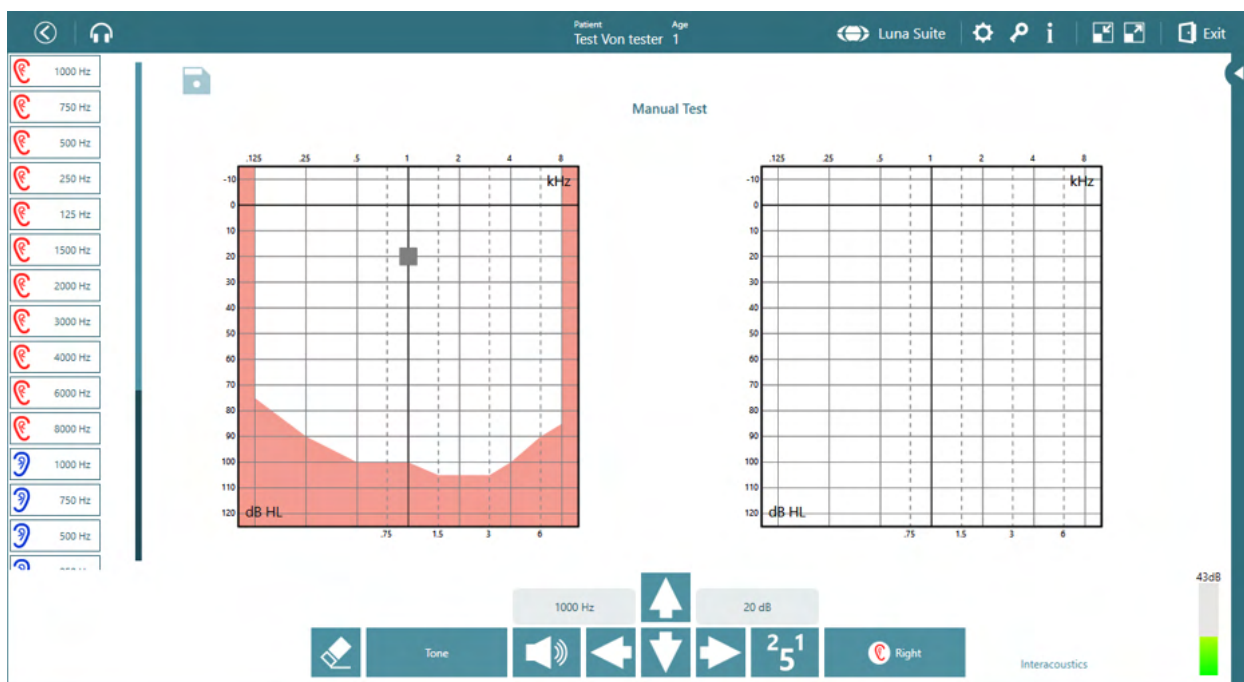 Patient Age
Test Von tester 1
Luna Suite
i
Exit
1000 Hz
750 Hz
500 Hz
250 Hz
125 Hz
1500 Hz
2000 Hz
3000 Hz
4000 Hz
6000 Hz
8000 Hz
1000 Hz
750 Hz
500 Hz
Manual Test
.125 .25 .5 1 2 4 8
kHz
-10
0
10
20
30
40
50
60
70
80
90
100
110
120
dB HL
.75 1.5 3 6
.125 .25 .5 1 2 4 8
kHz
-10
0
10
20
30
40
50
60
70
80
90
100
110
120
dB HL
.75 1.5 3 6
43dB
1000 Hz 20 dB
Tone 2 5 1 Right
Interacoustics